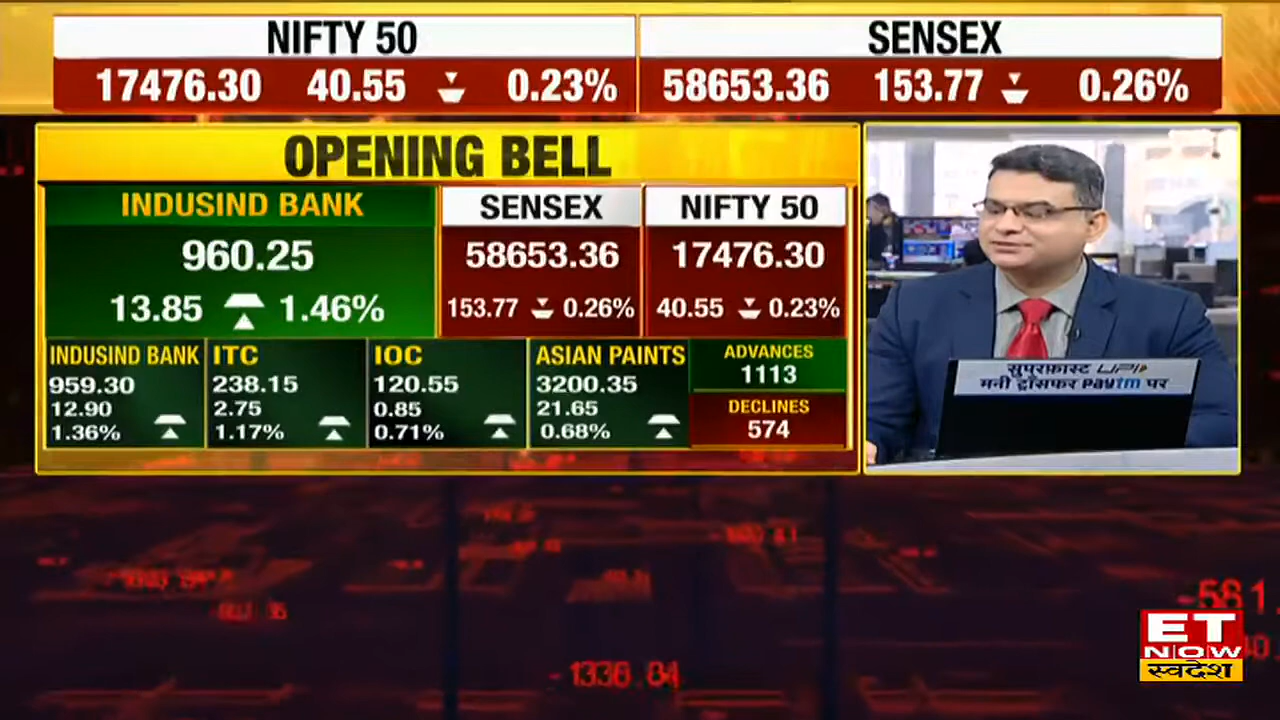 NIFTY 50
17476.30 40.55 0.23%
SENSEX
58653.36 153.77 0.26%
OPENING BELL
INDUSIND BANK
960.25
13.85 1.46%
SENSEX
58653.36
153.77 0.26%
NIFTY 50
17476.30
40.55 0.23%
INDUSIND BANK
959.30
12.90
1.36%
ITC
238.15
2.75
1.17%
IOC
120.55
0.85
0.71%
ASIAN PAINTS
3200.35
21.65
0.68%
ADVANCES
1113
DECLINES
574
सुपरफ़ास्ट UPI
मनी ट्रांसफर paytm पर
-1336.04
-581
ET
NOW
स्वदेश